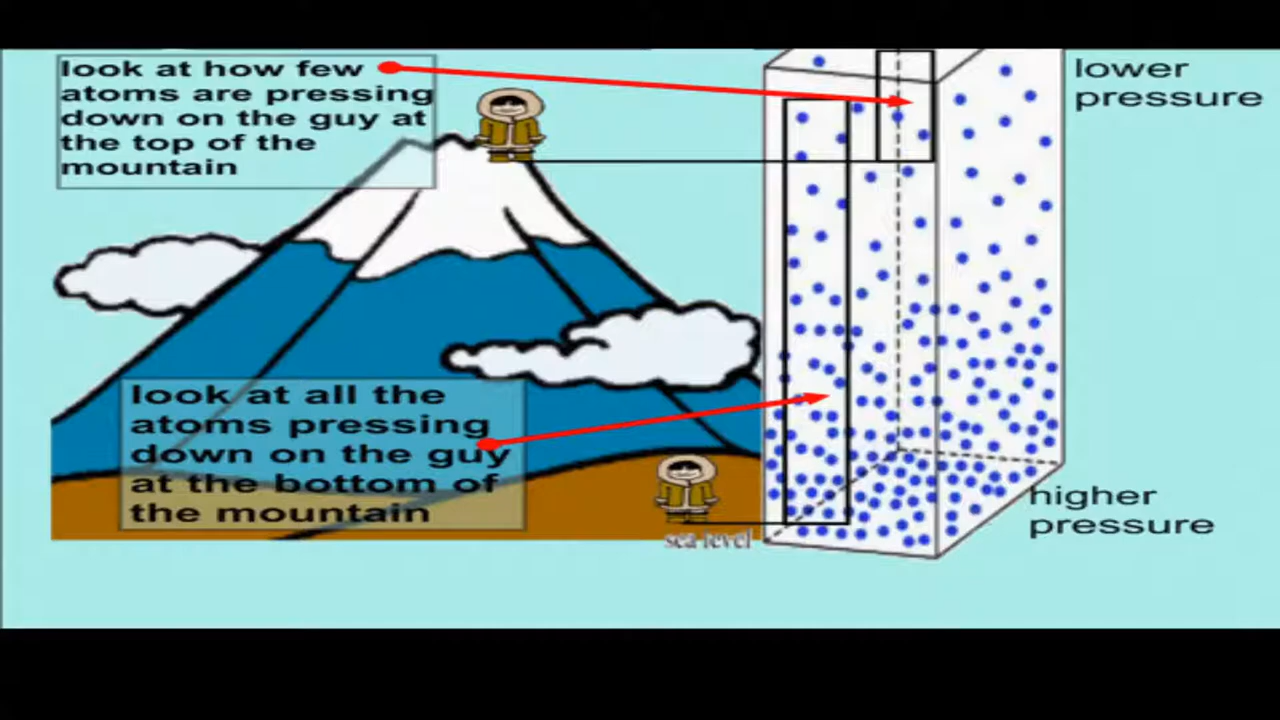 look at how few
atoms are pressing
down on the guy at
the top of the
mountain
lower
pressure
look at all the
atoms pressing
down on the guy
at the bottom of
the mountain
higher
pressure
sea level